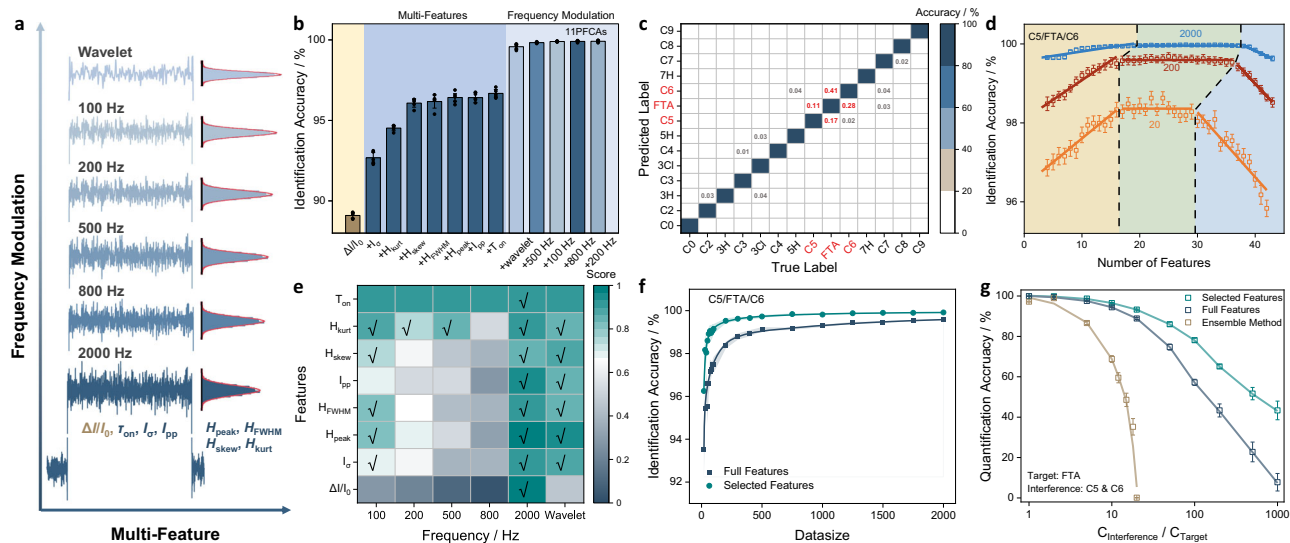 a
Frequency Modulation
Wavelet
100 Hz
200 Hz
500 Hz
800 Hz
2000 Hz
ΔI/I₀, τon, Iσ, Ipp
Hpeak, HFWHM
Hskew, Hkurt
Multi-Feature
b
Multi-Features
Frequency Modulation
11PFCAs
Identification Accuracy / %
100
95
90
ΔI/I₀
+Iσ
+Hkurt
+Hskew
+HFWHM
+Hpeak
+Ipp
+Ton
+wavelet
+500 Hz
+100 Hz
+800 Hz
+200 Hz
c
Accuracy / %
100
80
60
40
20
0
Predicted Label
C9
C8
C7
7H
C6
FTA
C5
5H
C4
3Cl
C3
3H
C2
C0
0.02
0.04
0.41
0.04
0.11
0.28
0.03
0.17
0.02
0.03
0.01
0.03
0.04
C0
C2
3H
C3
3Cl
C4
5H
C5
FTA
C6
7H
C7
C8
C9
True Label
d
C5/FTA/C6
Identification Accuracy / %
100
98
96
2000
200
20
0
10
20
30
40
Number of Features
e
Score
1
0.8
0.6
0.4
0.2
0
Features
Ton
√
Hkurt
√ √ √ √ √
Hskew
√ √ √
Ipp
√ √
HFWHM
√ √ √
Hpeak
√ √ √
Iσ
√ √ √
ΔI/I₀
√
100
200
500
800
2000
Wavelet
Frequency / Hz
f
C5/FTA/C6
Identification Accuracy / %
100
98
96
94
92
Full Features
Selected Features
0
500
1000
1500
2000
Datasize
g
Selected Features
Full Features
Ensemble Method
Quantification Accuracy / %
100
80
60
40
20
0
Target: FTA
Interference: C5 & C6
1
10
100
1000
CInterference / CTarget